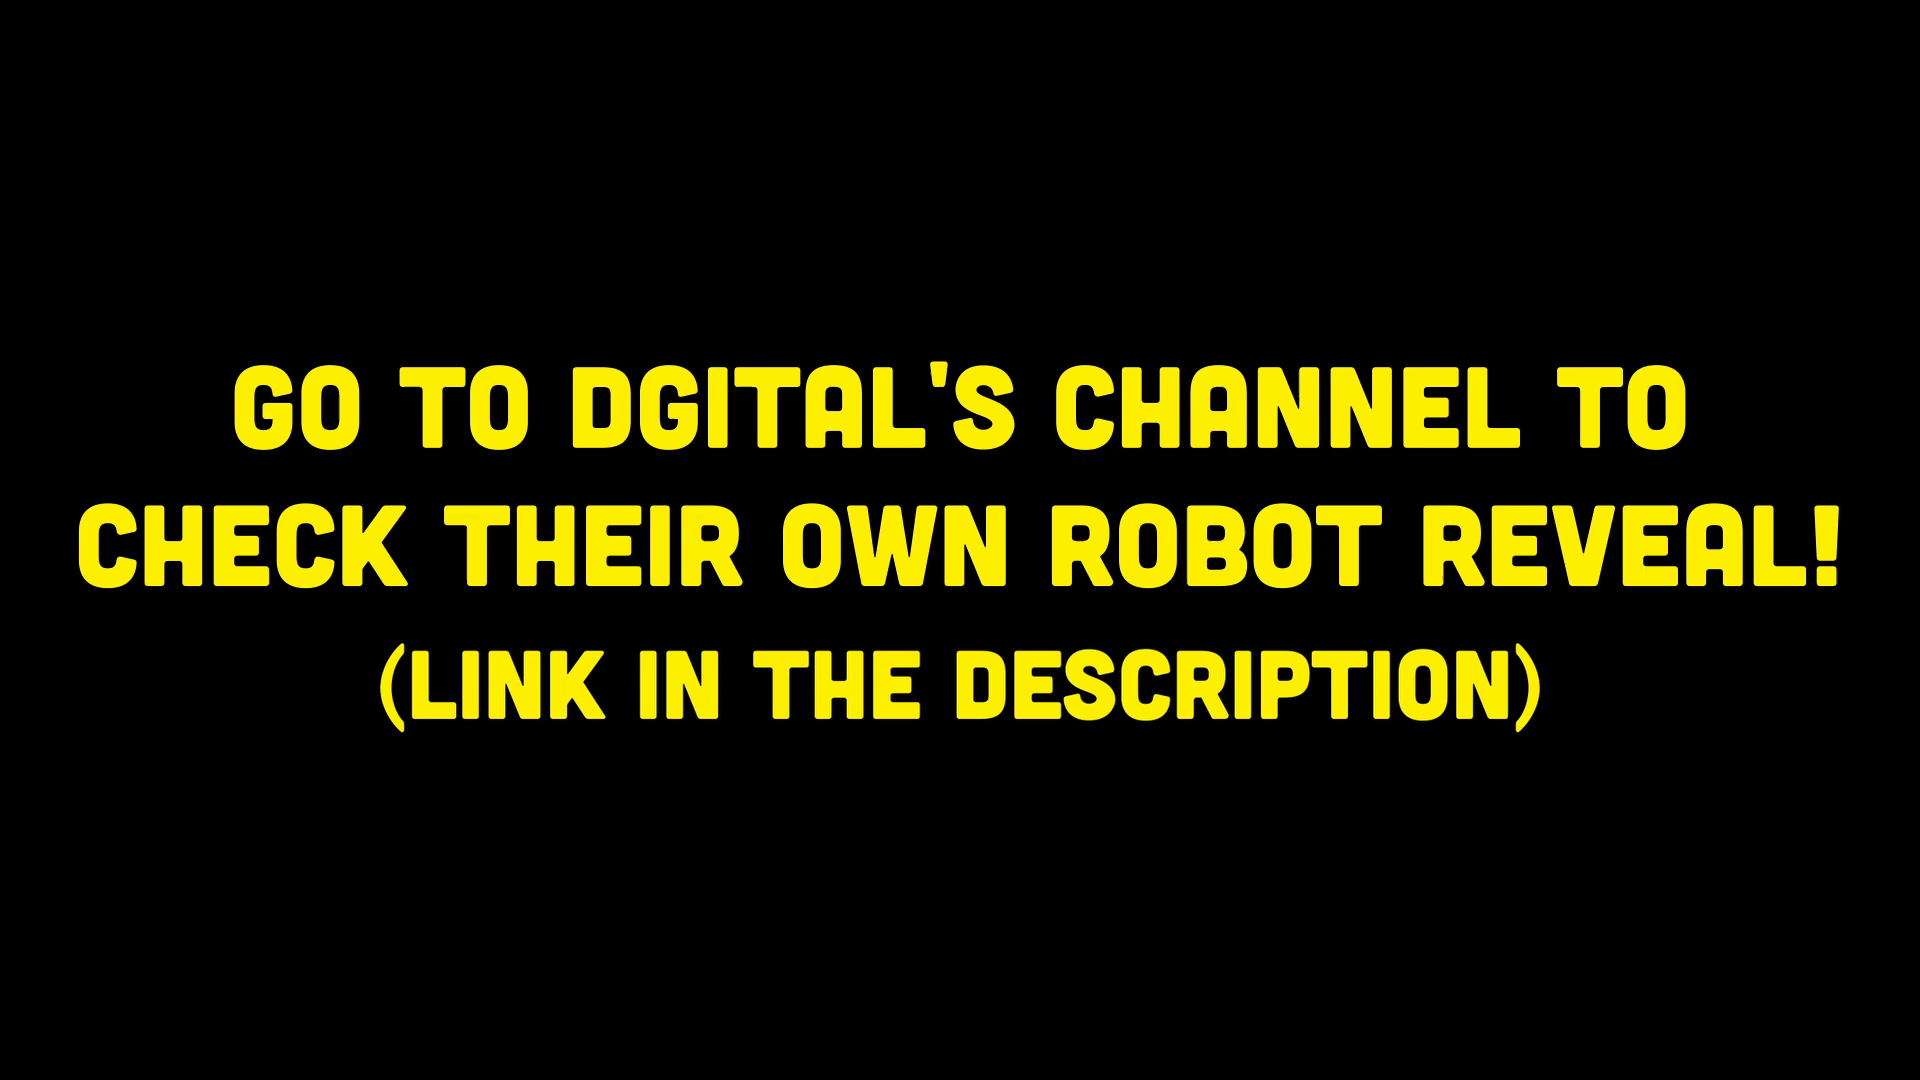 GO TO DGITAL'S CHANNEL TO
CHECK THEIR OWN ROBOT REVEAL!
(LINK IN THE DESCRIPTION)